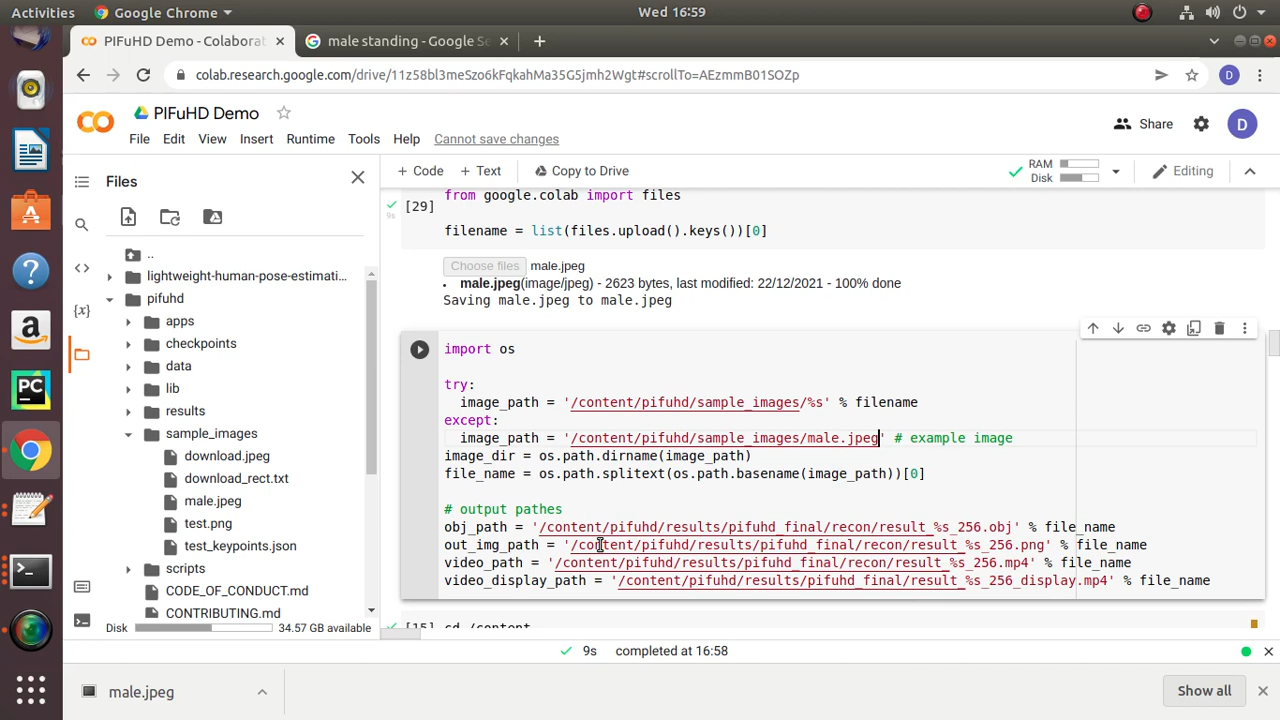 Activities
Google Chrome
Wed 16:59
PIFuHD Demo - Colaborat
male standing - Google Se
colab.research.google.com/drive/11z58bl3meSzo6kFqkahMa35G5jmh2Wgt#scrollTo=AEzmmB01SOZp
D
PIFuHD Demo
File Edit View Insert Runtime Tools Help Cannot save changes
Share
D
Files
+ Code + Text Copy to Drive
RAM
Disk
Editing
..
lightweight-human-pose-estimati...
pifuhd
apps
checkpoints
data
lib
results
sample_images
download.jpeg
download_rect.txt
male.jpeg
test.png
test_keypoints.json
scripts
CODE_OF_CONDUCT.md
CONTRIBUTING.md
Disk 34.57 GB available
[29]
9s
from google.colab import files
filename = list(files.upload().keys())[0]
Choose files male.jpeg
• male.jpeg(image/jpeg) - 2623 bytes, last modified: 22/12/2021 - 100% done
Saving male.jpeg to male.jpeg
import os
try:
image_path = '/content/pifuhd/sample_images/%s' % filename
except:
image_path = '/content/pifuhd/sample_images/male.jpeg' # example image
image_dir = os.path.dirname(image_path)
file_name = os.path.splitext(os.path.basename(image_path))[0]
# output pathes
obj_path = '/content/pifuhd/results/pifuhd_final/recon/result_%s_256.obj' % file_name
out_img_path = '/content/pifuhd/results/pifuhd_final/recon/result_%s_256.png' % file_name
video_path = '/content/pifuhd/results/pifuhd_final/recon/result_%s_256.mp4' % file_name
video_display_path = '/content/pifuhd/results/pifuhd_final/result_%s_256_display.mp4' % file_name
[15] cd /content
9s completed at 16:58
male.jpeg
Show all